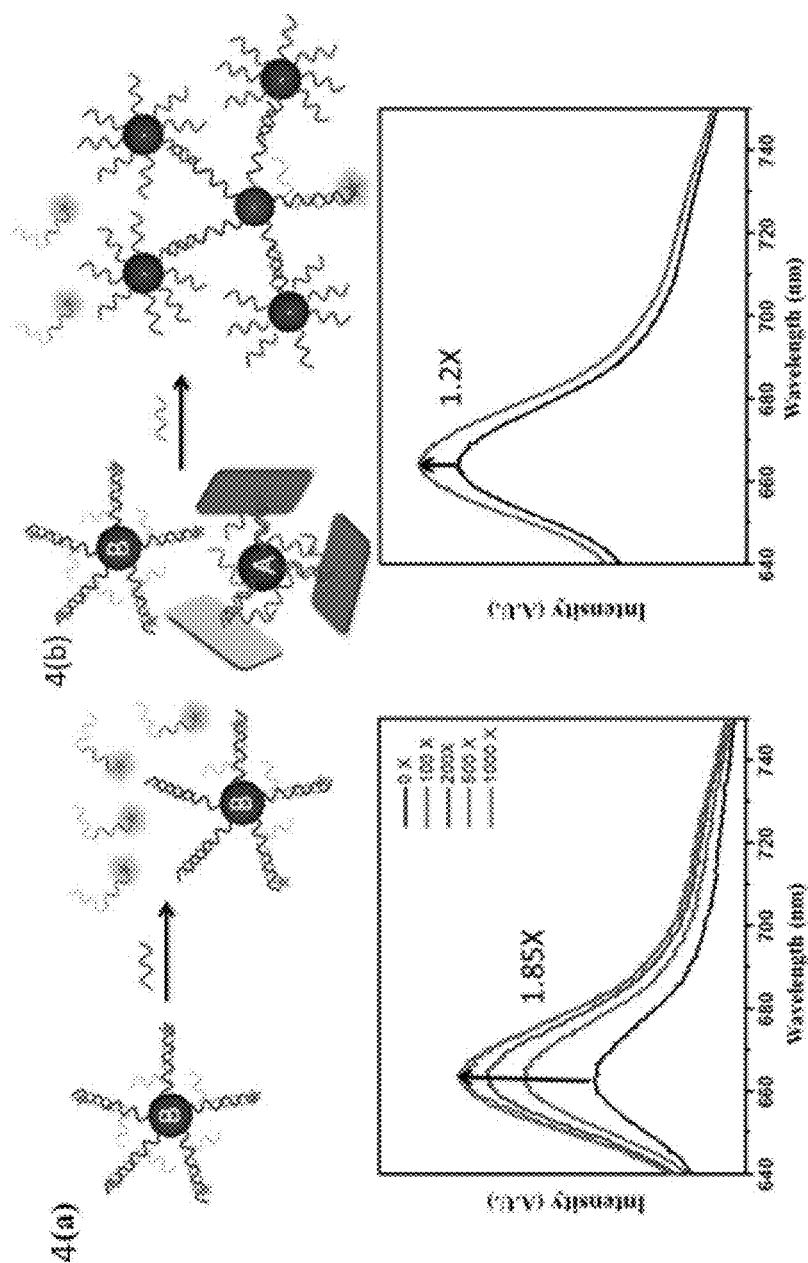 4(a)
B
B
Intensity (A.U.)
0 X
100 X
200X
500 X
1000 X
1.85X
640
660
680
700
720
740
Wavelength (nm)
4(b)
B
A
Intensity (A.U.)
1.2X
640
660
680
700
720
740
Wavelength (nm)